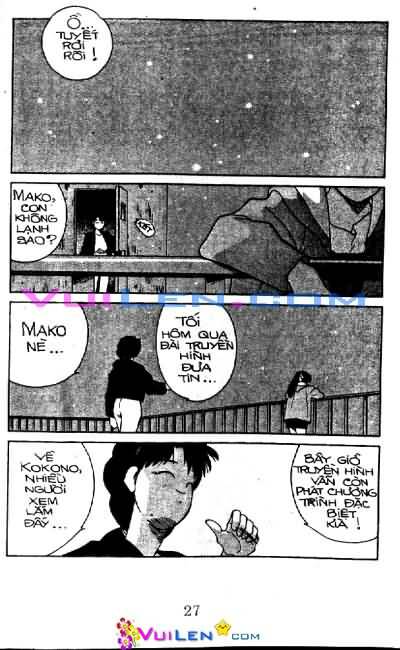 Ồ...
TUYẾT
RƠI
RỒI!
MAKO,
CON
KHÔNG
LẠNH
SAO?
VUILEN.COM
MAKO
NÈ...
TỐI
HÔM QUA
ĐÀI TRUYỀN
HÌNH
ĐƯA
TIN...
VỀ
KOKONO,
NHIỀU
NGƯỜI
XEM
LẮM
ĐẤY...
BÂY GIỜ
TRUYỀN HÌNH
VẪN CÒN
PHÁT CHƯƠNG
TRÌNH ĐẶC
BIỆT
KIA!
27
VUILEN.COM